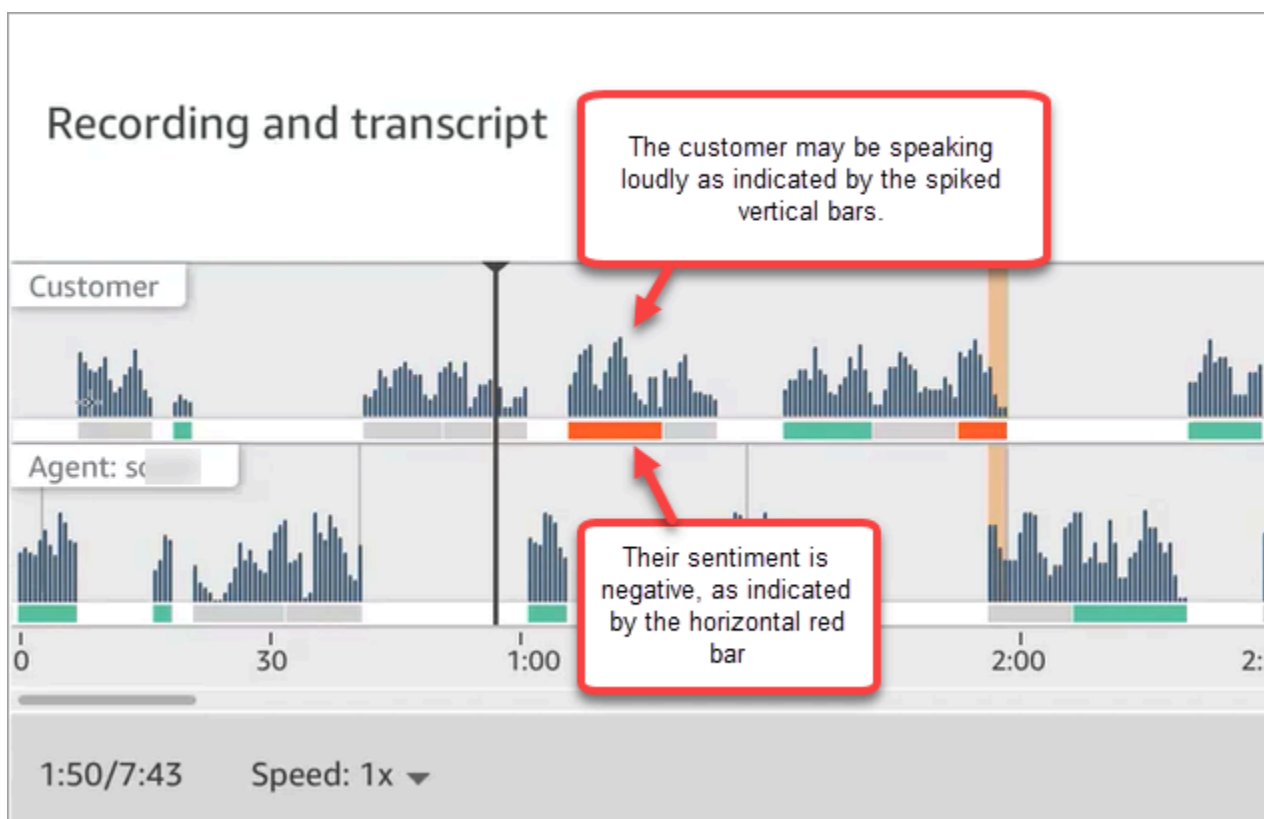 Recording and transcript
The customer may be speaking
loudly as indicated by the spiked
vertical bars.
Customer
Agent:
Their sentiment is
negative, as indicated
by the horizontal red
bar
0
30
1:00
2:00
1:50/7:43
Speed: 1x